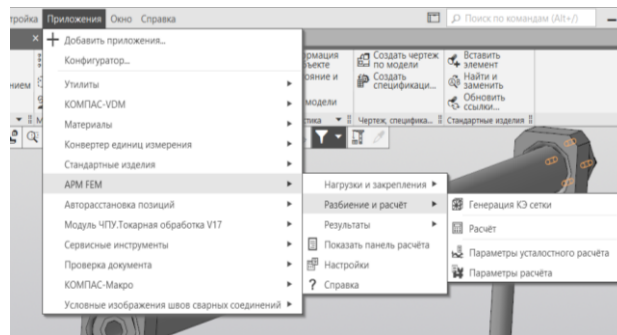 тройка Приложения Окно Справка
Поиск по командам (Alt+/)
Добавить приложения...
Конфигуратор...
Утилиты
КОМПАС-VDM
Материалы
Конвертер единиц измерения
Стандартные изделия
APM FEM
Авторасстановка позиций
Модуль ЧПУ.Токарная обработка V17
Сервисные инструменты
Проверка документа
КОМПАС-Макро
Условные изображения швов сварных соединений
Создать чертеж по модели
Создать спецификаци...
Вставить элемент
Найти и заменить
Обновить ссылки...
Чертеж, специфика...
Стандартные изделия
Нагрузки и закрепления
Разбиение и расчёт
Результаты
Показать панель расчёта
Настройки
Справка
Генерация КЭ сетки
Расчёт
Параметры усталостного расчёта
Параметры расчёта